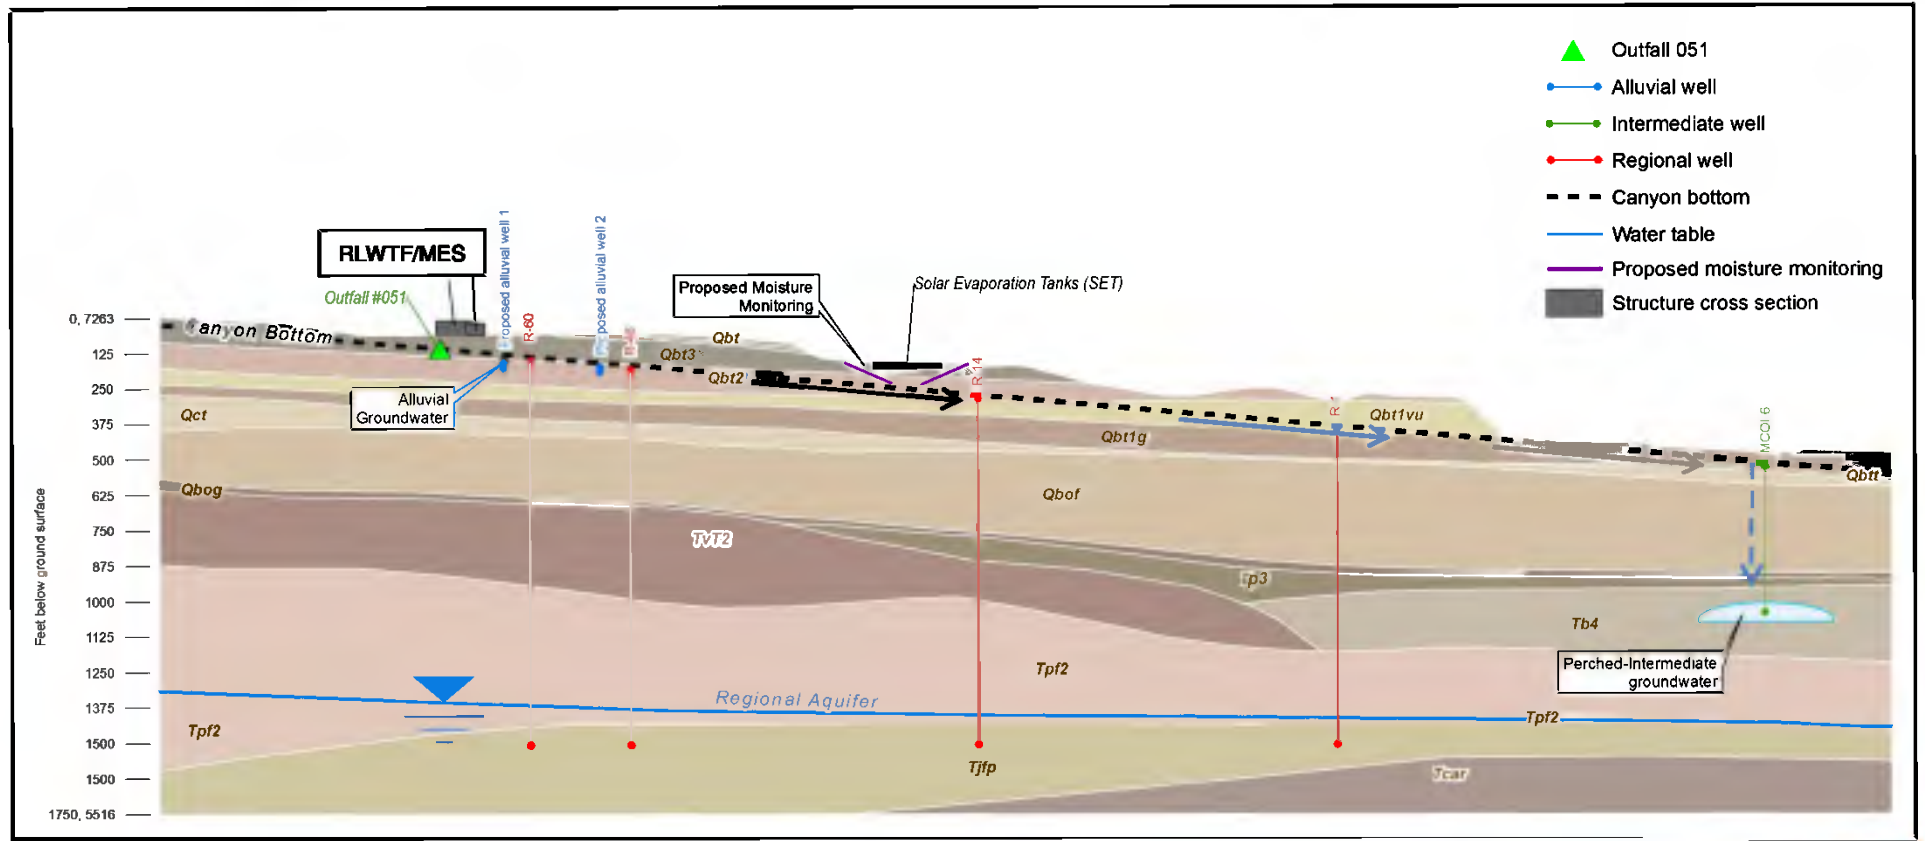 Outfall 051
Alluvial well
Intermediate well
Regional well
Canyon bottom
Water table
Proposed moisture monitoring
Structure cross section
RLWTF/MES
Outfall #051
Proposed alluvial well 1
R-60
Proposed alluvial well 2
Proposed Moisture
Monitoring
Solar Evaporation Tanks (SET)
Canyon Bottom
Alluvial
Groundwater
Qbt
Qbt3
Qbt2
R-14
Qbt1vu
Qbt1g
MCOI 6
Qbtt
Qct
Qbog
Qbof
TvT2
Tb4
Perched-Intermediate
groundwater
Tpf2
Regional Aquifer
Tpf2
Tpf2
Tjfp
Tcar
Feet below ground surface
0, 7263
125
250
375
500
625
750
875
1000
1125
1250
1375
1500
1500
1750, 5516